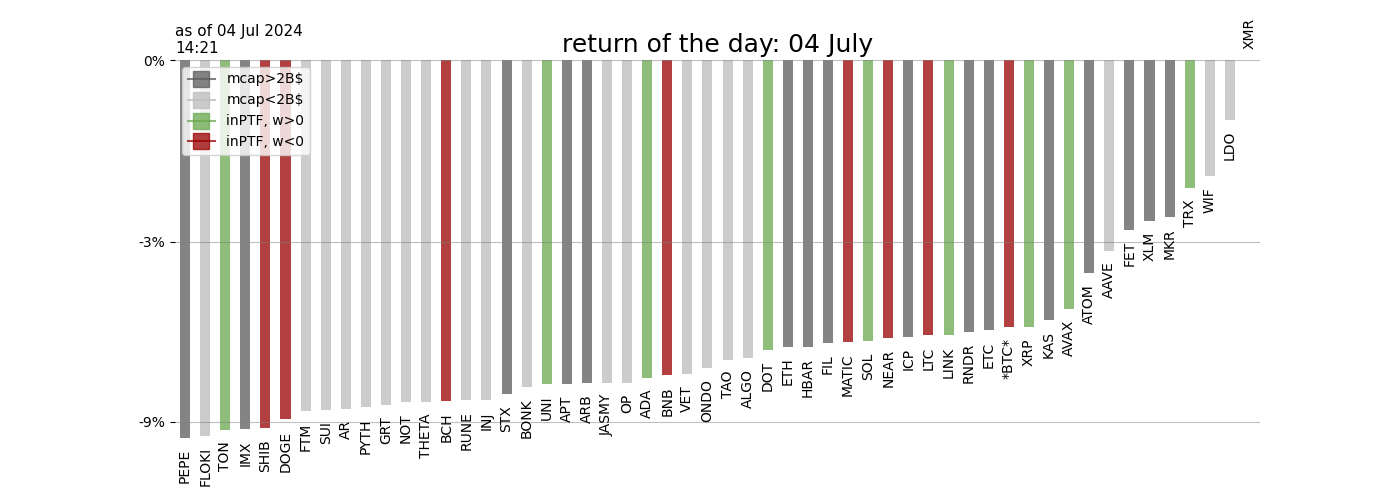 as of 04 Jul 2024
14:21
return of the day: 04 July
XMR
0%
-3%
-9%
mcap>2B$
mcap<2B$
inPTF, w>0
inPTF, w<0
PEPE
FLOKI
TON
IMX
SHIB
DOGE
FTM
SUI
AR
PYTH
GRT
NOT
THETA
BCH
RUNE
INJ
STX
BONK
UNI
APT
ARB
JASMY
OP
ADA
BNB
VET
ONDO
TAO
ALGO
DOT
ETH
HBAR
FIL
MATIC
SOL
NEAR
ICP
LTC
LINK
RNDR
ETC
*BTC*
XRP
KAS
AVAX
ATOM
AAVE
FET
XLM
MKR
TRX
WIF
LDO